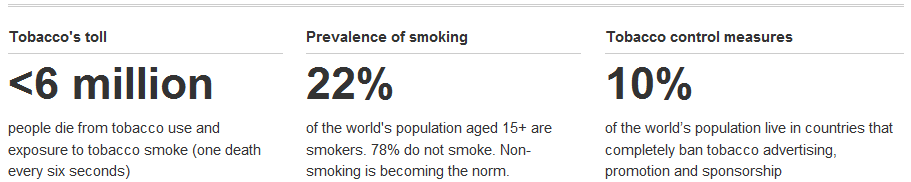 Tobacco's toll
<6 million
people die from tobacco use and
exposure to tobacco smoke (one death
every six seconds)
Prevalence of smoking
22%
of the world's population aged 15+ are
smokers. 78% do not smoke. Non-
smoking is becoming the norm.
Tobacco control measures
10%
of the world’s population live in countries that
completely ban tobacco advertising,
promotion and sponsorship